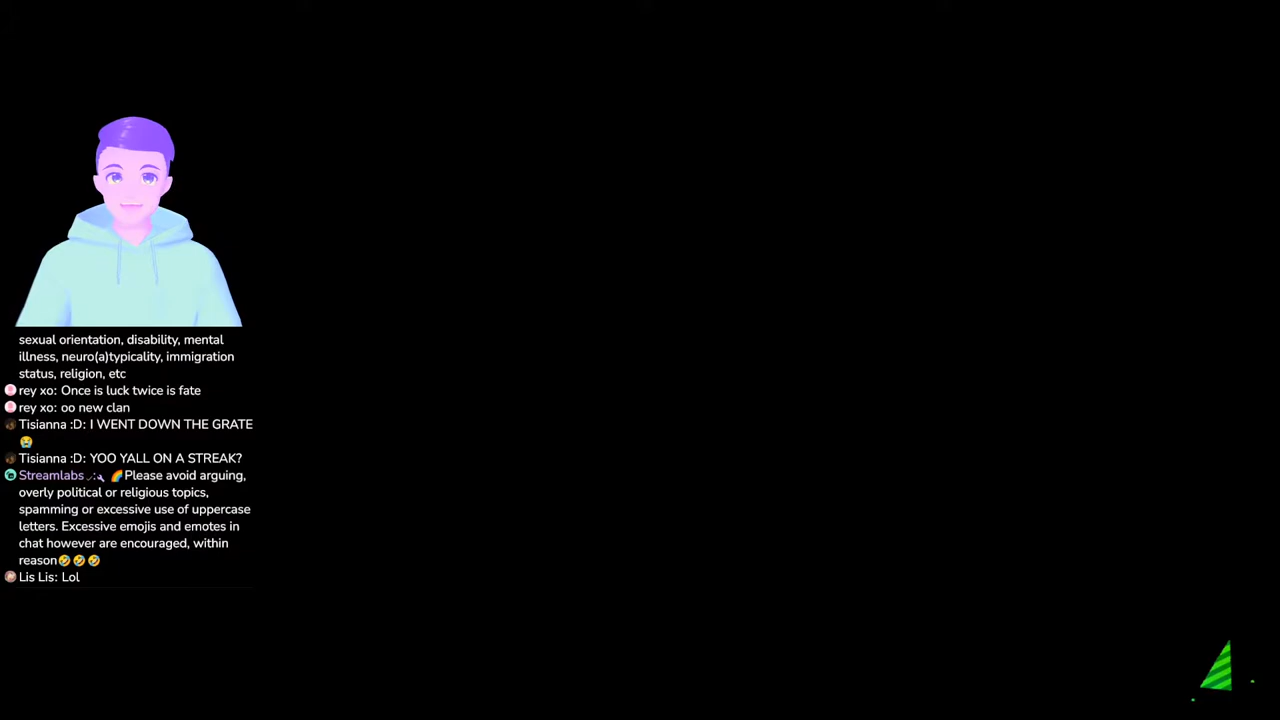 sexual orientation, disability, mental
illness, neuro(a)typicality, immigration
status, religion, etc
rey xo: Once is luck twice is fate
rey xo: oo new clan
Tisianna :D: I WENT DOWN THE GRATE
😭
Tisianna :D: YOO YALL ON A STREAK?
Streamlabs 🌈Please avoid arguing,
overly political or religious topics,
spamming or excessive use of uppercase
letters. Excessive emojis and emotes in
chat however are encouraged, within
reason🤣🤣🤣
Lis Lis: Lol